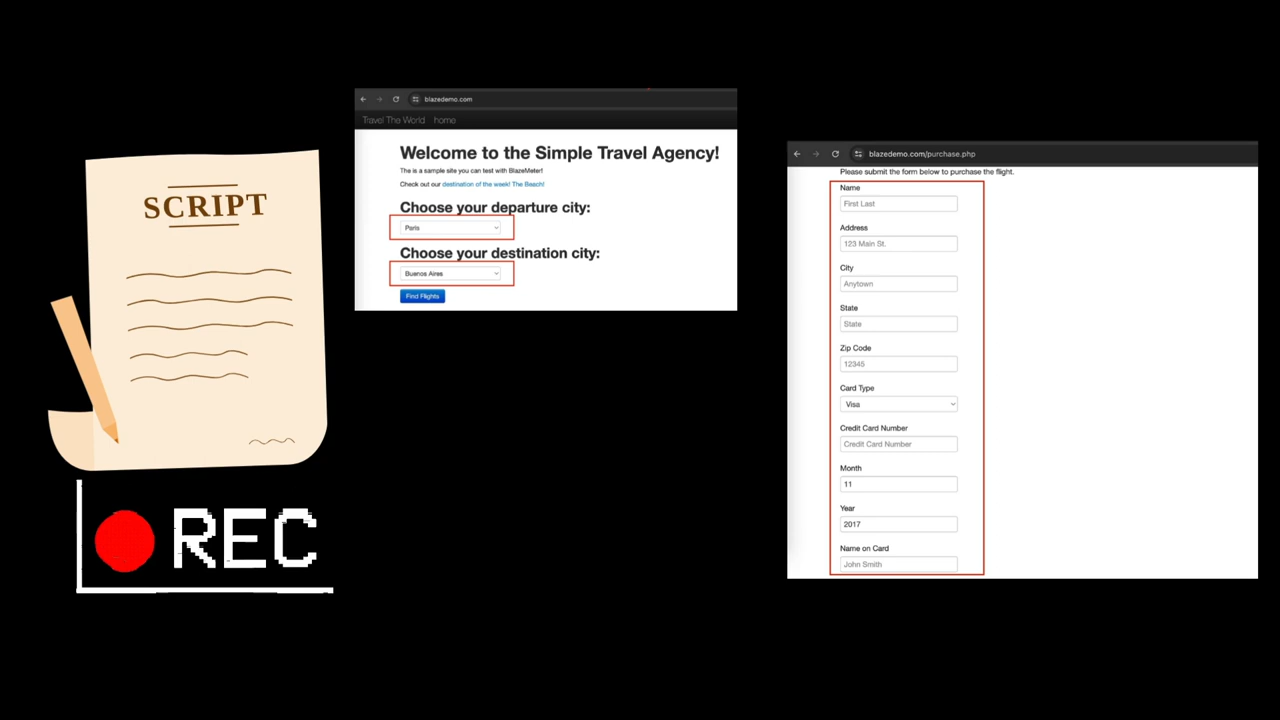 SCRIPT
REC
blazedemo.com
Travel The World home
Welcome to the Simple Travel Agency!
This is a sample site you can test with BlazeMeter!
Check out our destination of the week! The Beach!
Choose your departure city:
Paris
Choose your destination city:
Buenos Aires
Find Flights
blazedemo.com/purchase.php
Please submit the form below to purchase the flight.
Name
First Last
Address
123 Main St.
City
Anytown
State
State
Zip Code
12345
Card Type
Visa
Credit Card Number
Credit Card Number
Month
11
Year
2017
Name on Card
John Smith